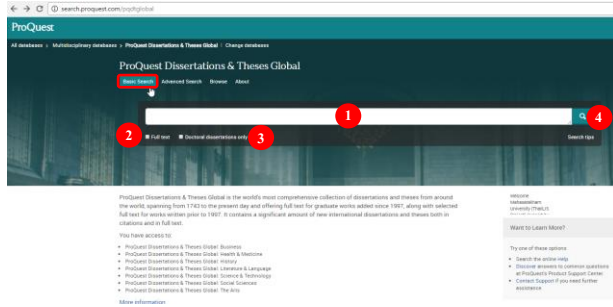 search.proquest.com/pqdtglobal
ProQuest
All databases > Multidisciplinary databases > ProQuest Dissertations & Theses Global | Change databases
ProQuest Dissertations & Theses Global
Basic Search Advanced Search Browse About
1
4
2 Full text Doctoral dissertations only 3 Search tips
ProQuest Dissertations & Theses Global is the world's most comprehensive collection of dissertations and theses from around
the world, spanning from 1743 to the present day and offering full text for graduate works added since 1997, along with selected
full text for works written prior to 1997. It contains a significant amount of new international dissertations and theses both in
citations and in full text.
You have access to:
ProQuest Dissertations & Theses Global: Business
ProQuest Dissertations & Theses Global: Health & Medicine
ProQuest Dissertations & Theses Global: History
ProQuest Dissertations & Theses Global: Literature & Language
ProQuest Dissertations & Theses Global: Science & Technology
ProQuest Dissertations & Theses Global: Social Sciences
ProQuest Dissertations & Theses Global: The Arts
More information
Welcome
Mahasarakham
University (ThaiLIS
Want to Learn More?
Try one of these options:
Search the online Help
Discover answers to common questions
at ProQuest's Product Support Center.
Contact Support if you need further
assistance.